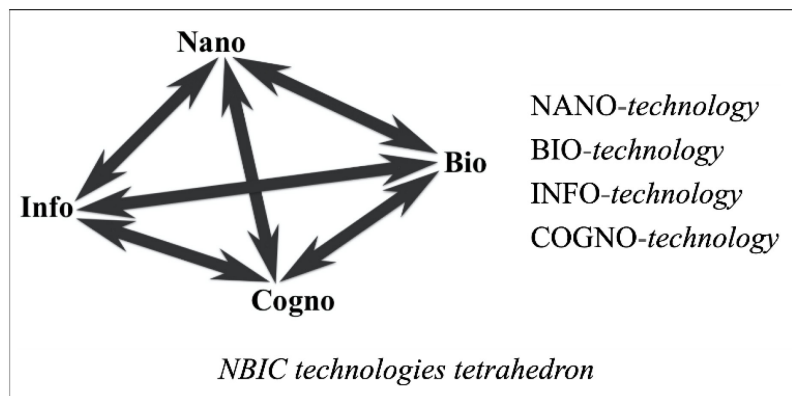 Nano
Bio
Info
Cogno
NANO-technology
BIO-technology
INFO-technology
COGNO-technology
NBIC technologies tetrahedron